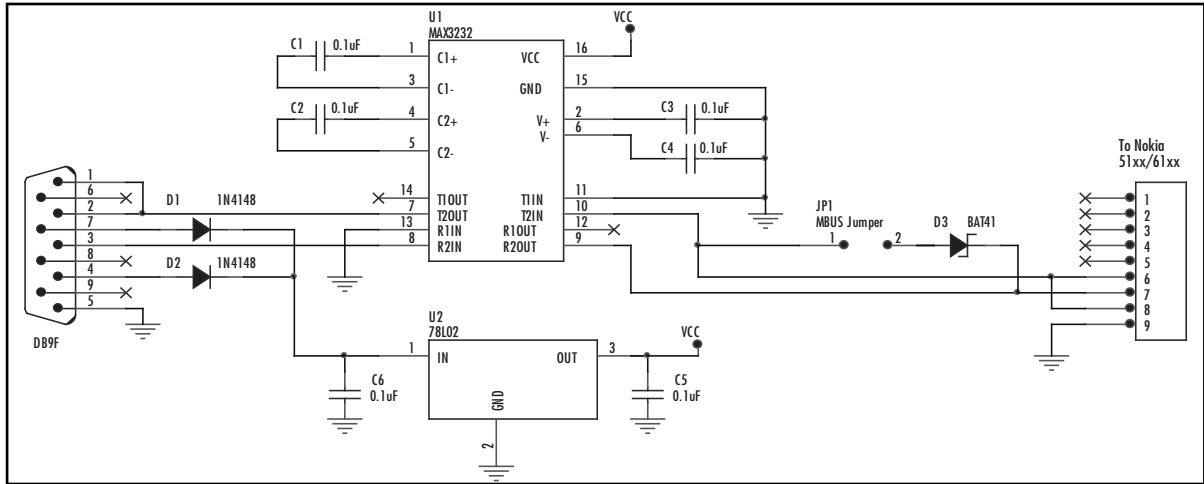 U1
MAX3232
C1 0.1uF
1 C1+
3 C1-
C2 0.1uF
4 C2+
5 C2-
14 T1OUT
7 T2OUT
13 R1IN
8 R2IN
VCC
VCC 16
GND 15
V+ 2
V- 6
C3 0.1uF
C4 0.1uF
T1IN 11
T2IN 10
R1OUT 12
R2OUT 9
1
6
2
7
3
8
4
9
5
DB9F
D1 1N4148
D2 1N4148
JP1
MBUS Jumper
1 2
D3 BAT41
To Nokia
51xx/61xx
1
2
3
4
5
6
7
8
9
U2
78L02
1 IN
OUT 3
GND
2
VCC
C6
0.1uF
C5
0.1uF